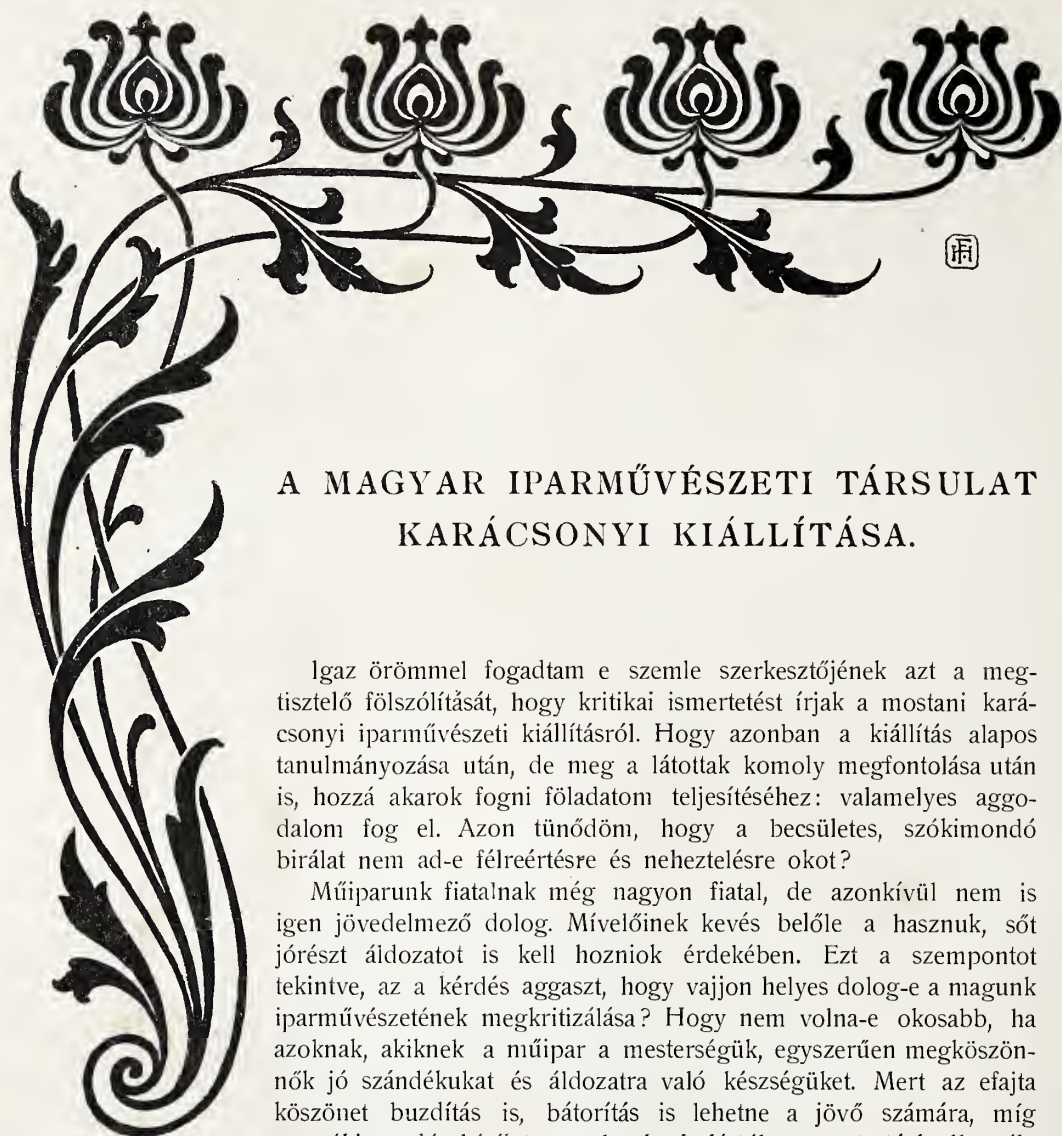 A MAGYAR IPARMŰVÉSZETI TÁRSULAT
KARÁCSONYI KIÁLLÍTÁSA.
Igaz örömmel fogadtam e szemle szerkesztőjének azt a meg-
tisztelő fölszólítását, hogy kritikai ismertetést írjak a mostani kará-
csonyi iparművészeti kiállításról. Hogy azonban a kiállítás alapos
tanulmányozása után, de meg a látottak komoly megfontolása után
is, hozzá akarok fogni föladatom teljesítéséhez: valamelyes aggo-
dalom fog el. Azon tünődöm, hogy a becsületes, szókimondó
birálat nem ad-e félreértésre és neheztelésre okot?
Műiparunk fiatalnak még nagyon fiatal, de azonkívül nem is
igen jövedelmező dolog. Mívelőinek kevés belőle a hasznuk, sőt
jórészt áldozatot is kell hozniok érdekében. Ezt a szempontot
tekintve, az a kérdés aggaszt, hogy vajjon helyes dolog-e a magunk
iparművészetének megkritizálása? Hogy nem volna-e okosabb, ha
azoknak, akiknek a műipar a mesterségük, egyszerűen megköszön-
nők jó szándékukat és áldozatra való készségüket. Mert az efajta
köszönet buzdítás is, bátorítás is lehetne a jövő számára, míg